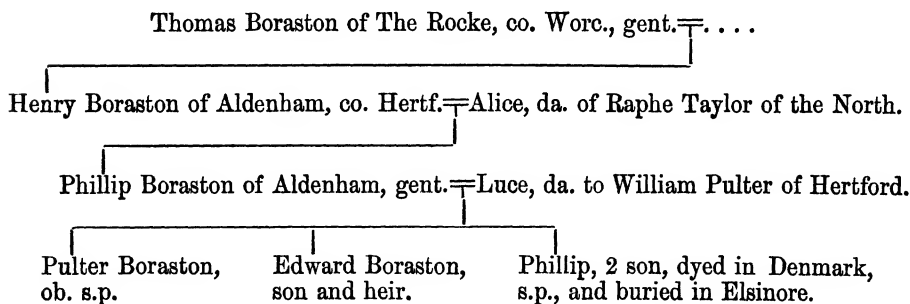 Thomas Boraston of The Rocke, co. Worc., gent.=. . . .
Henry Boraston of Aldenham, co. Hertf.=Alice, da. of Raphe Taylor of the North.
Phillip Boraston of Aldenham, gent.=Luce, da. to William Pulter of Hertford.
Pulter Boraston,
ob. s.p.
Edward Boraston,
son and heir.
Phillip, 2 son, dyed in Denmark,
s.p., and buried in Elsinore.